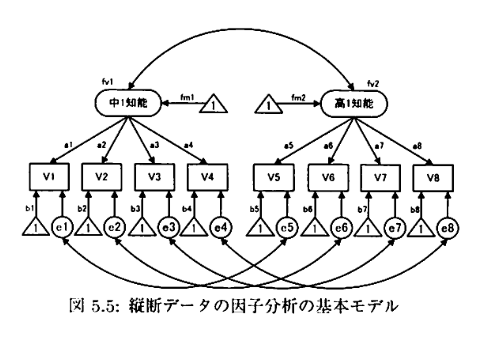 fv1 fv2
中1知能 fm1 1 1 fm2 高1知能
a1 a2 a3 a4 a5 a6 a7 a8
V1 V2 V3 V4 V5 V6 V7 V8
b1 b2 b3 b4 b5 b6 b7 b8
1 e1 1 e2 1 e3 1 e4 1 e5 1 e6 1 e7 1 e8
図 5.5: 縦断データの因子分析の基本モデル